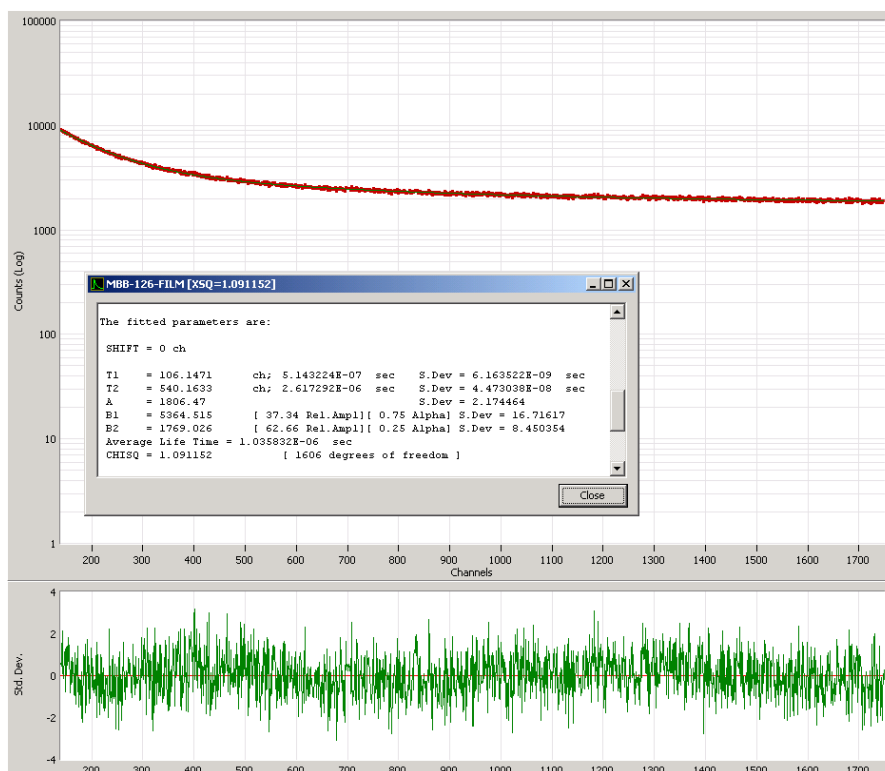 100000
10000
1000
100
10
1
Counts (Log)
MBB-126-FILM [XSQ=1.091152]
The fitted parameters are:
SHIFT = 0 ch
T1 = 106.1471 ch; 5.143224E-07 sec S.Dev = 6.163522E-09 sec
T2 = 540.1633 ch; 2.617292E-06 sec S.Dev = 4.473038E-08 sec
A = 1806.47 S.Dev = 2.174464
B1 = 5364.515 [ 37.34 Rel.Ampl][ 0.75 Alpha] S.Dev = 16.71617
B2 = 1769.026 [ 62.66 Rel.Ampl][ 0.25 Alpha] S.Dev = 8.450354
Average Life Time = 1.035832E-06 sec
CHISQ = 1.091152 [ 1606 degrees of freedom ]
Close
200 300 400 500 600 700 800 900 1000 1100 1200 1300 1400 1500 1600 1700
Channels
4
2
0
-2
-4
Std. Dev.
200 300 400 500 600 700 800 900 1000 1100 1200 1300 1400 1500 1600 1700